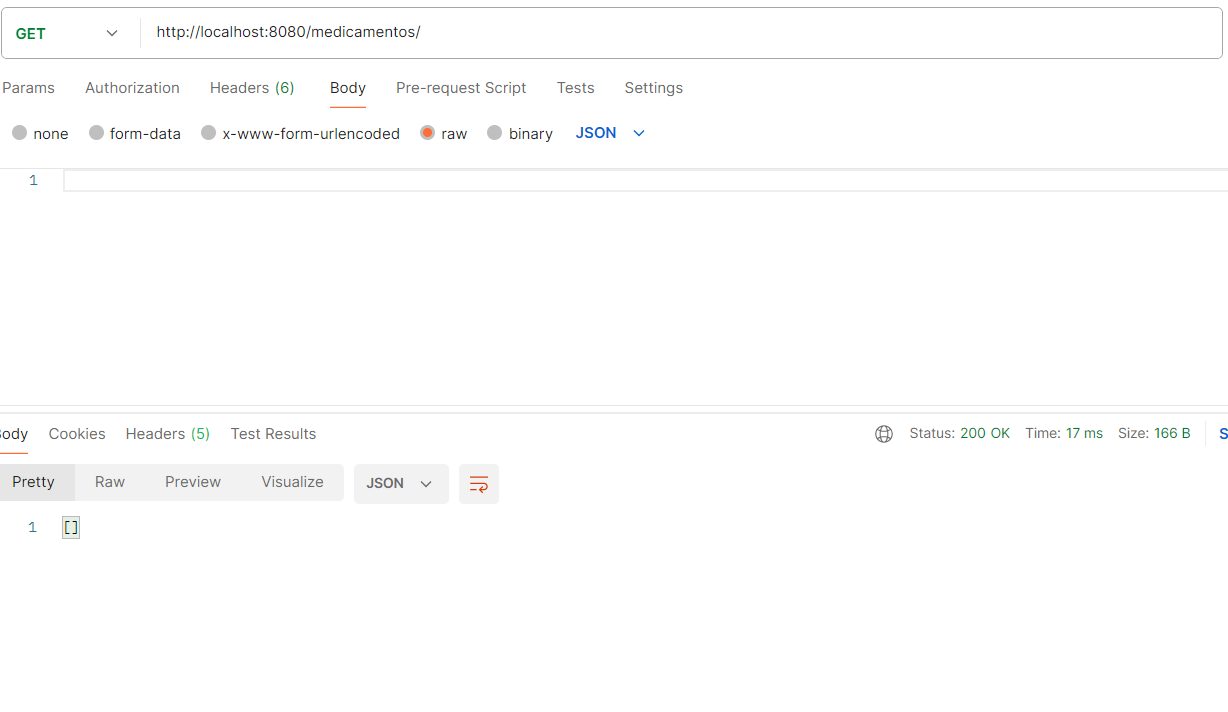 GET http://localhost:8080/medicamentos/
Params Authorization Headers (6) Body Pre-request Script Tests Settings
none form-data x-www-form-urlencoded raw binary JSON
1
ody Cookies Headers (5) Test Results Status: 200 OK Time: 17 ms Size: 166 B S
Pretty Raw Preview Visualize JSON
1 []